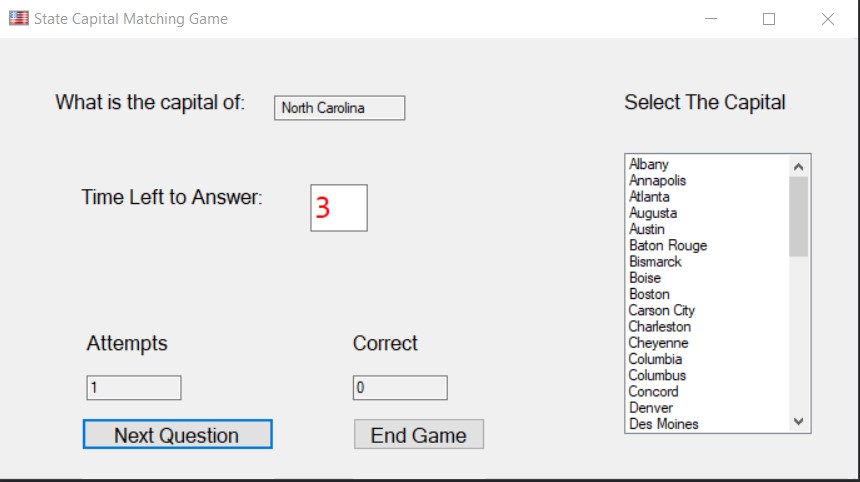 State Capital Matching Game
What is the capital of: North Carolina
Select The Capital
Time Left to Answer: 3
Albany
Annapolis
Atlanta
Augusta
Austin
Baton Rouge
Bismarck
Boise
Boston
Carson City
Charleston
Cheyenne
Columbia
Columbus
Concord
Denver
Des Moines
Attempts
Correct
1
0
Next Question
End Game